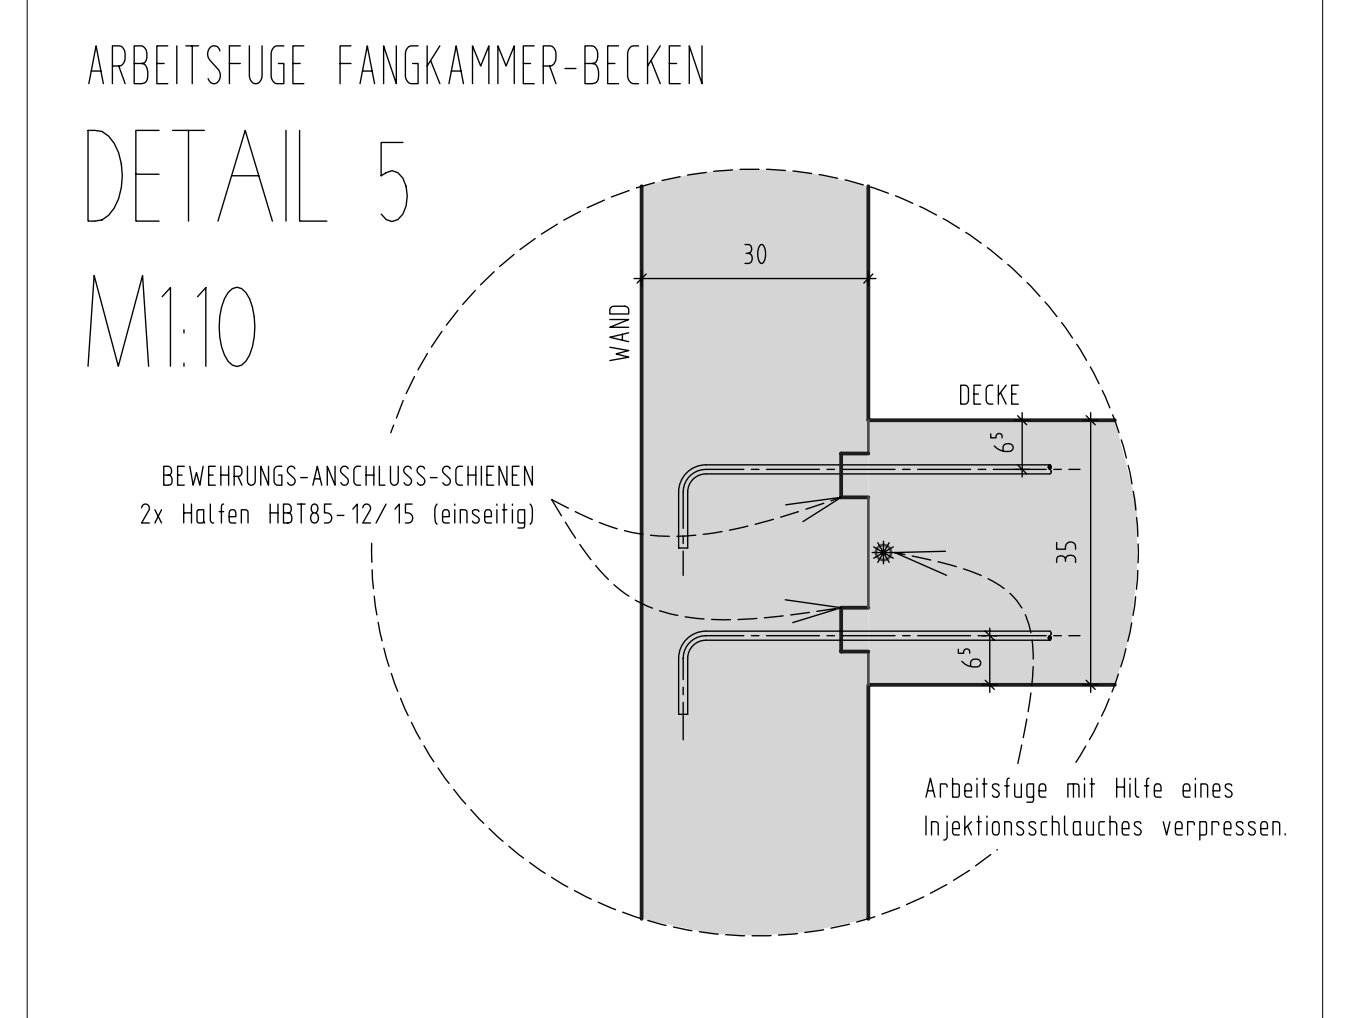 ARBEITSFUGE FANGKAMMER-BECKEN
DETAIL 5
M1:10
30
WAND
DECKE
6⁵
BEWEHRUNGS-ANSCHLUSS-SCHIENEN
2x Halfen HBT85-12/15 (einseitig)
35
6⁵
Arbeitsfuge mit Hilfe eines
Injektionsschlauches verpressen.